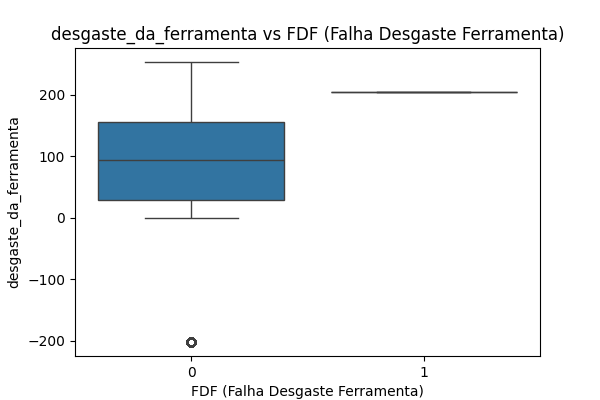 desgaste_da_ferramenta vs FDF (Falha Desgaste Ferramenta)
desgaste_da_ferramenta
200
100
0
−100
−200
0
1
FDF (Falha Desgaste Ferramenta)